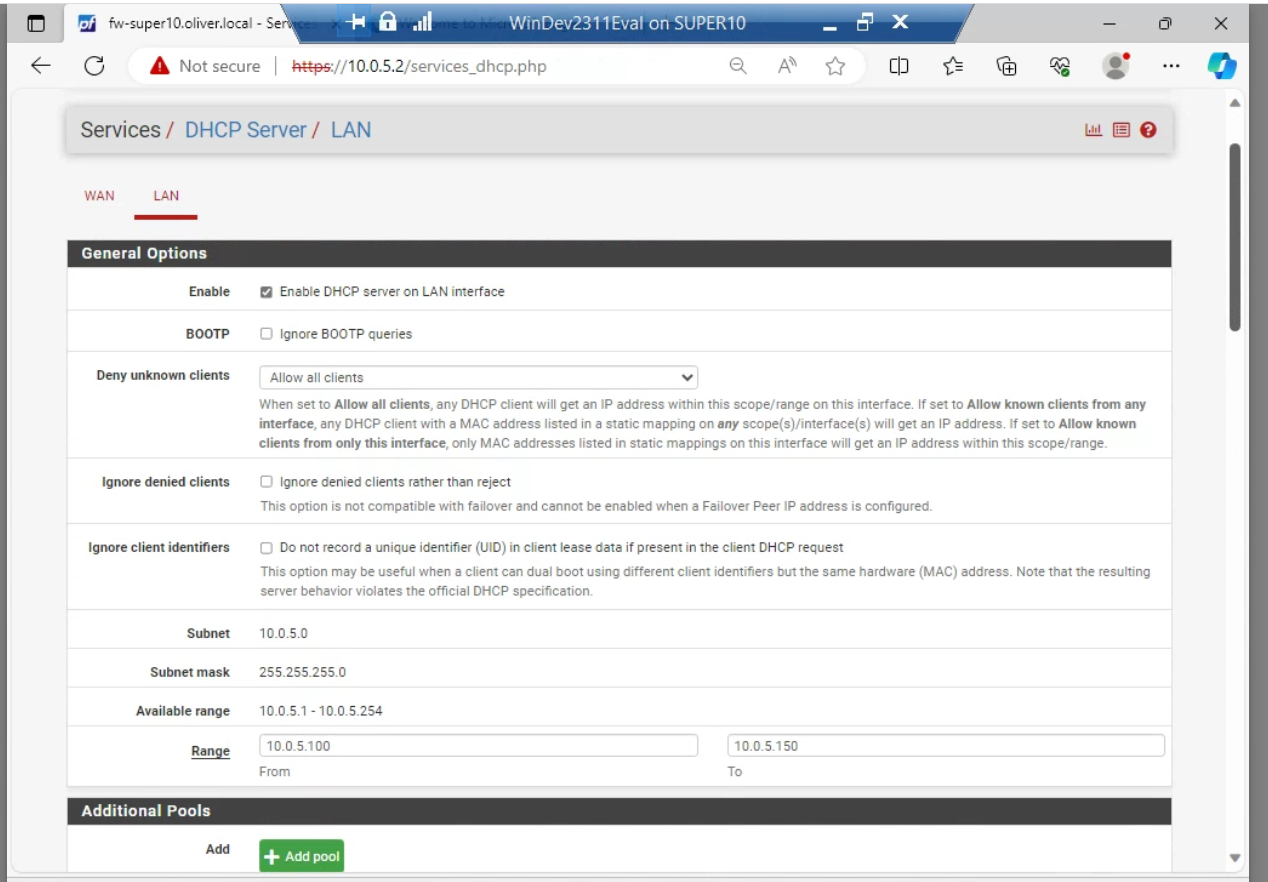 fw-super10.oliver.local - Services
WinDev2311Eval on SUPER10
Not secure | https://10.0.5.2/services_dhcp.php
Services / DHCP Server / LAN
WAN LAN
General Options
Enable Enable DHCP server on LAN interface
BOOTP Ignore BOOTP queries
Deny unknown clients Allow all clients
When set to Allow all clients, any DHCP client will get an IP address within this scope/range on this interface. If set to Allow known clients from any
interface, any DHCP client with a MAC address listed in a static mapping on any scope(s)/interface(s) will get an IP address. If set to Allow known
clients from only this interface, only MAC addresses listed in static mappings on this interface will get an IP address within this scope/range.
Ignore denied clients Ignore denied clients rather than reject
This option is not compatible with failover and cannot be enabled when a Failover Peer IP address is configured.
Ignore client identifiers Do not record a unique identifier (UID) in client lease data if present in the client DHCP request
This option may be useful when a client can dual boot using different client identifiers but the same hardware (MAC) address. Note that the resulting
server behavior violates the official DHCP specification.
Subnet 10.0.5.0
Subnet mask 255.255.255.0
Available range 10.0.5.1 - 10.0.5.254
Range 10.0.5.100 10.0.5.150
From To
Additional Pools
Add + Add pool